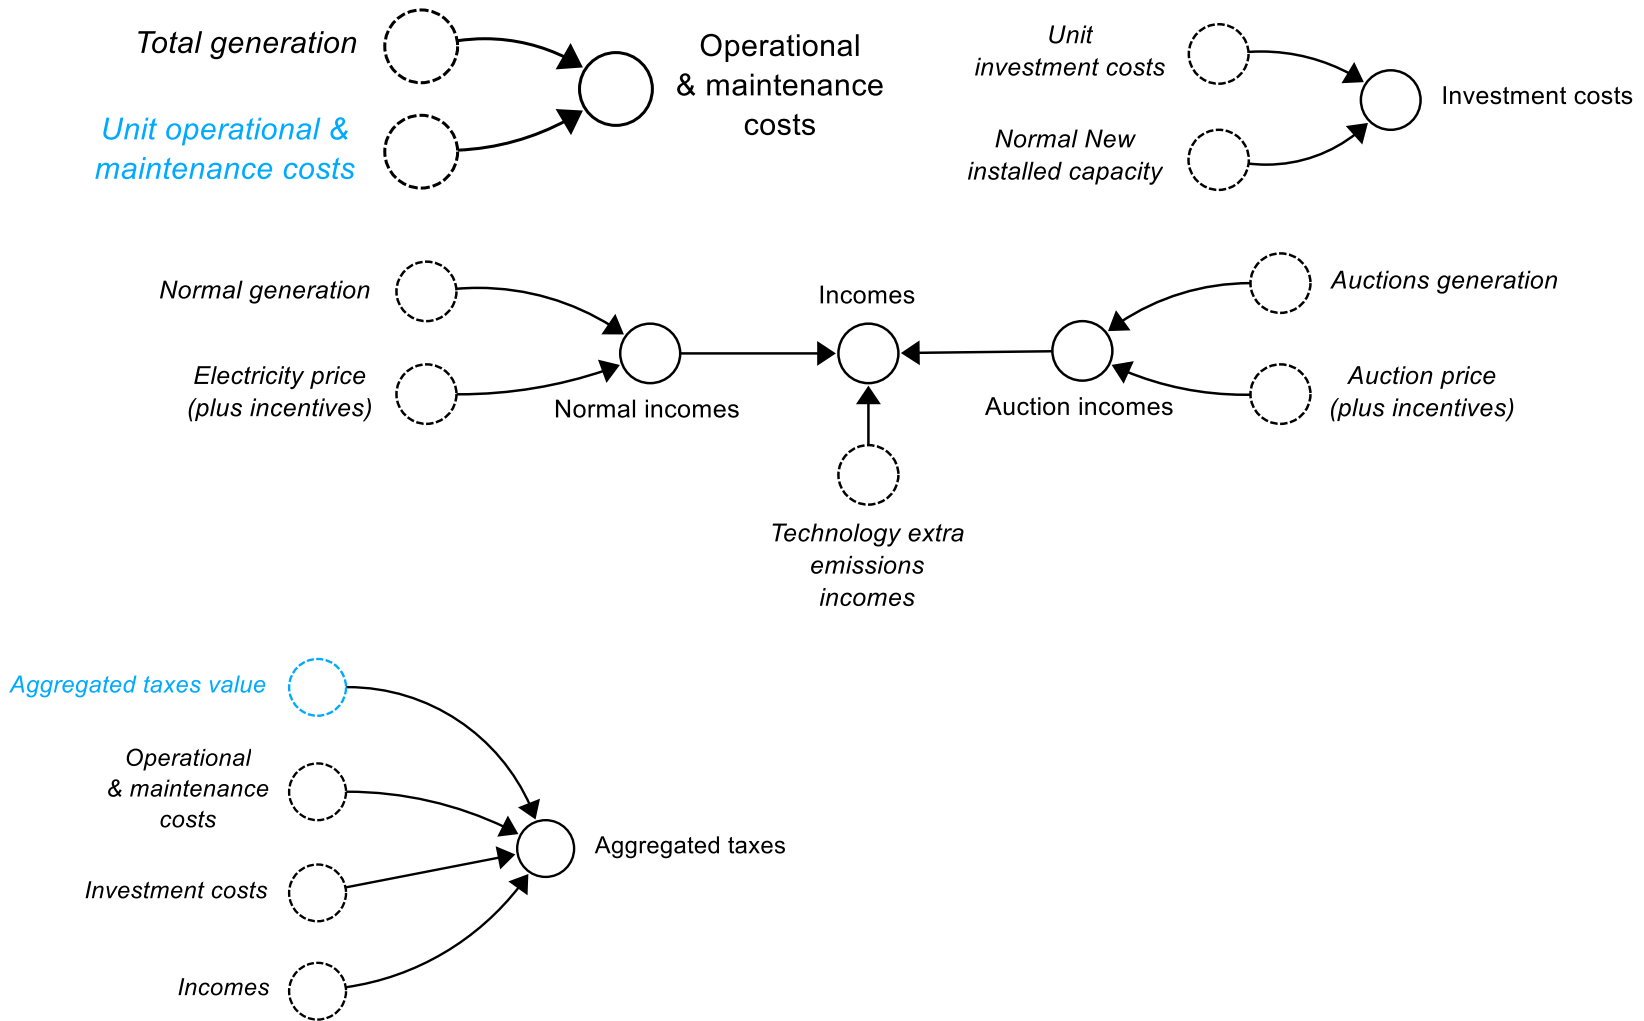 Total generation
Unit operational &
maintenance costs
Operational
& maintenance
costs
Unit
investment costs
Normal New
installed capacity
Investment costs
Normal generation
Electricity price
(plus incentives)
Normal incomes
Incomes
Technology extra
emissions
incomes
Auction incomes
Auctions generation
Auction price
(plus incentives)
Aggregated taxes value
Operational
& maintenance
costs
Investment costs
Incomes
Aggregated taxes